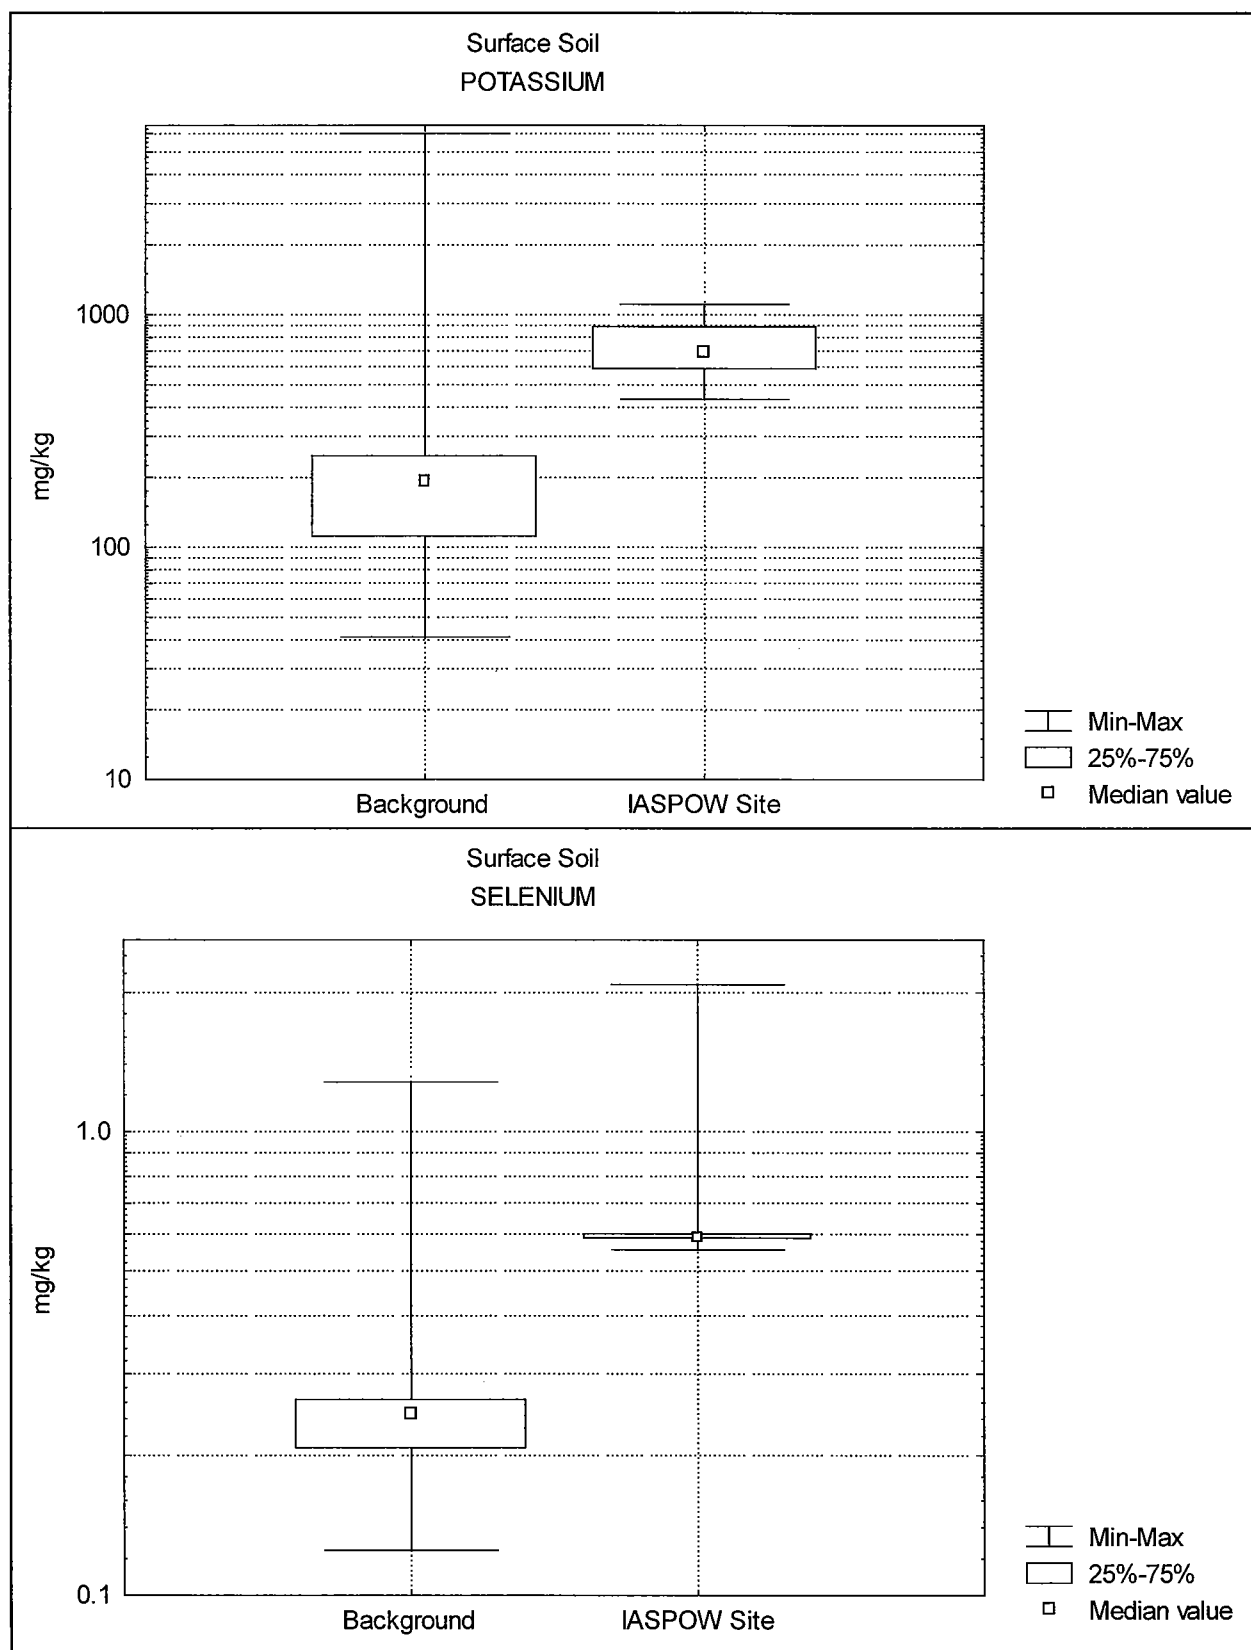 Surface Soil
POTASSIUM
1000
100
10
mg/kg
Background
IASPOW Site
Min-Max
25%-75%
Median value
Surface Soil
SELENIUM
1.0
0.1
mg/kg
Background
IASPOW Site
Min-Max
25%-75%
Median value